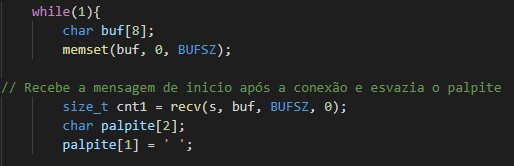 while(1){
char buf[8];
memset(buf, 0, BUFSZ);
// Recebe a mensagem de inicio após a conexão e esvazia o palpite
size_t cnt1 = recv(s, buf, BUFSZ, 0);
char palpite[2];
palpite[1] = ' ';